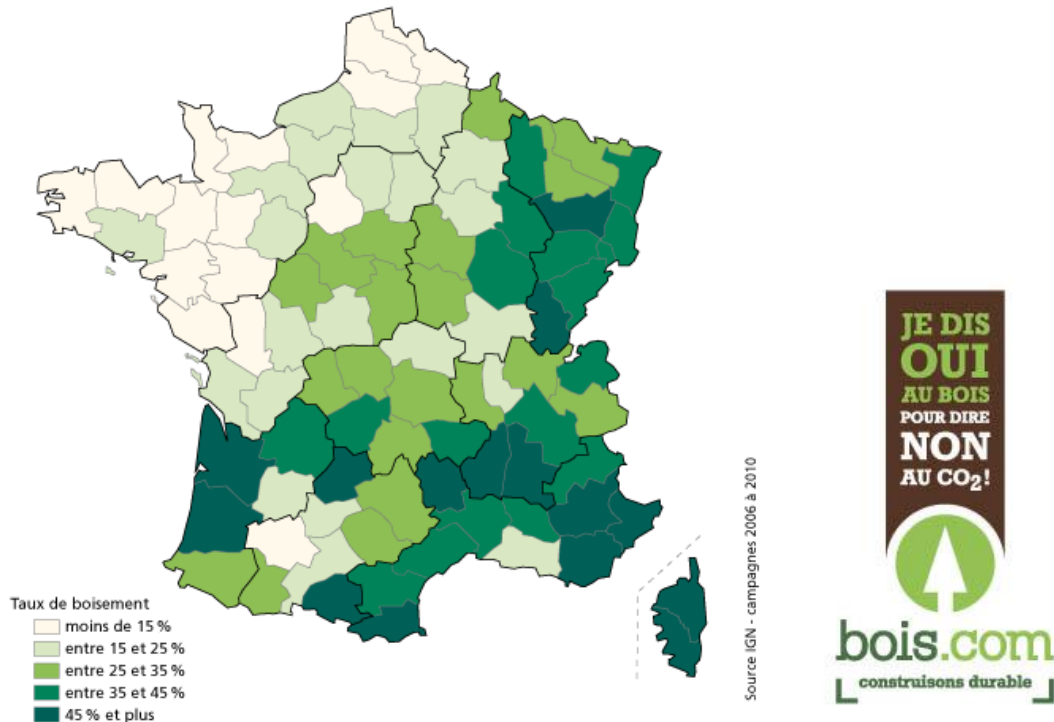 Taux de boisement
moins de 15 %
entre 15 et 25 %
entre 25 et 35 %
entre 35 et 45 %
45 % et plus
Source IGN - campagnes 2006 à 2010
JE DIS
OUI
AU BOIS
POUR DIRE
NON
AU CO₂!
bois.com
construisons durable